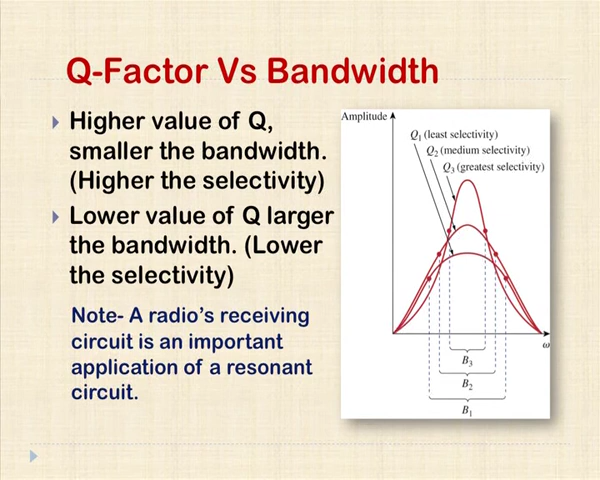 Q-Factor Vs Bandwidth
Higher value of Q,
smaller the bandwidth.
(Higher the selectivity)
Lower value of Q larger
the bandwidth. (Lower
the selectivity)
Note- A radio's receiving
circuit is an important
application of a resonant
circuit.
Amplitude
Q₁ (least selectivity)
Q₂ (medium selectivity)
Q₃ (greatest selectivity)
ω
B₃
B₂
B₁